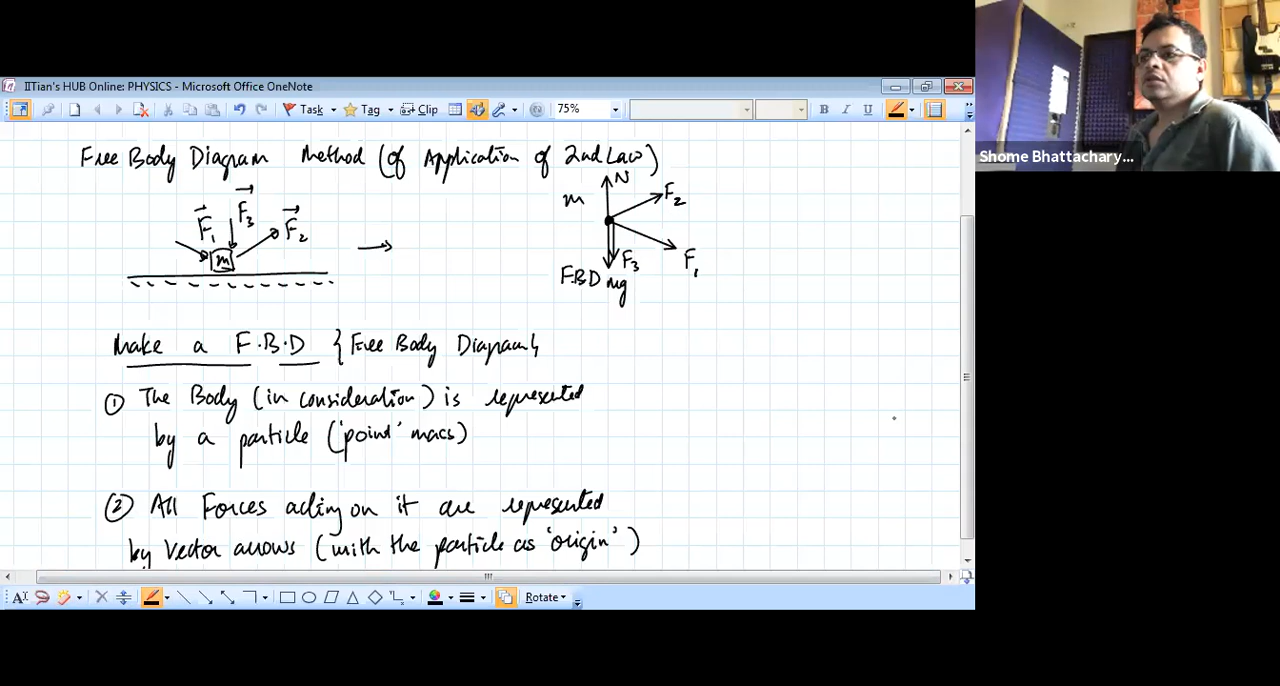 IITian's HUB Online: PHYSICS - Microsoft Office OneNote
Task Tag Clip 75% B I U
Shome Bhattachary...
Free Body Diagram Method (of Application of 2nd Law)
F1 F3 F2
m
m N F2
F3 F1
F.B.D mg
Make a F.B.D {Free Body Diagram}
① The Body (in consideration) is represented
by a particle ('point' mass)
② All Forces acting on it are represented
by Vector arrows (with the particle as 'origin')
A Rotate